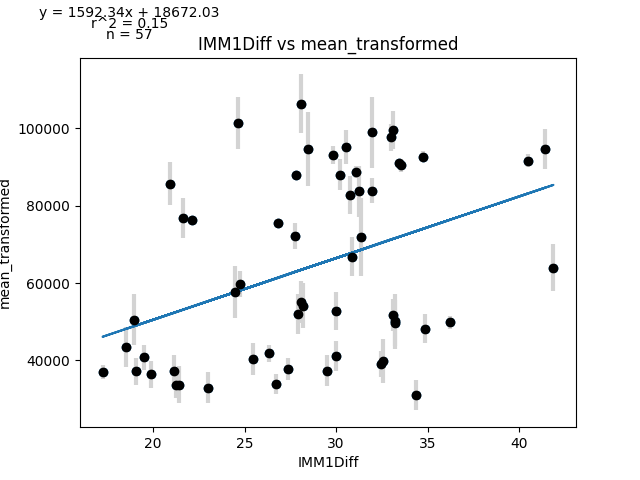 y = 1592.34x + 18672.03
r^2 = 0.15
n = 57
IMM1Diff vs mean_transformed
mean_transformed
100000
80000
60000
40000
20
25
30
35
40
IMM1Diff